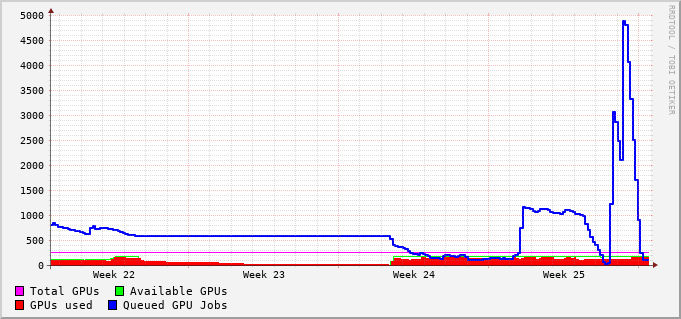 5000
4500
4000
3500
3000
2500
2000
1500
1000
500
0
Week 22 Week 23 Week 24 Week 25
Total GPUs Available GPUs
GPUs used Queued GPU Jobs
RRDTOOL / TOBI OETIKER